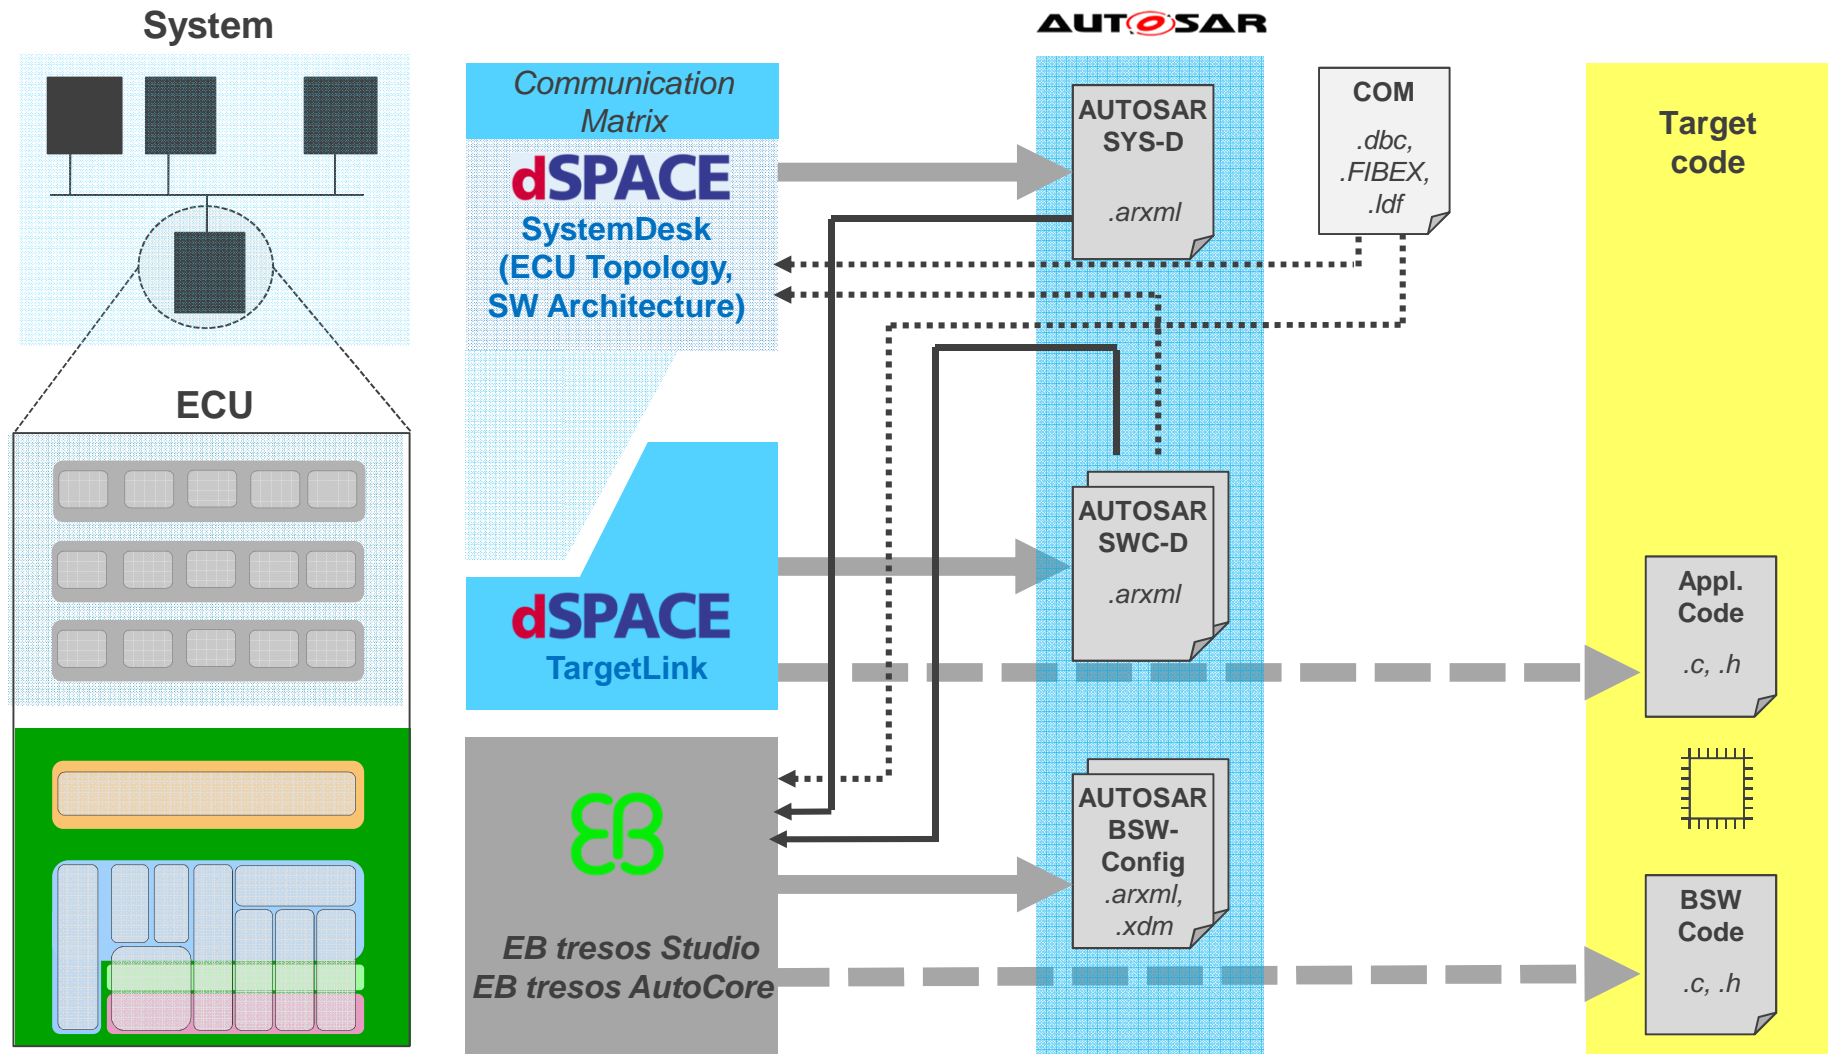 System
ECU
Communication
Matrix
dSPACE
SystemDesk
(ECU Topology,
SW Architecture)
dSPACE
TargetLink
EB
EB tresos Studio
EB tresos AutoCore
AUTOSAR
AUTOSAR
SYS-D
.arxml
AUTOSAR
SWC-D
.arxml
AUTOSAR
BSW-
Config
.arxml,
.xdm
COM
.dbc,
.FIBEX,
.ldf
Target
code
Appl.
Code
.c, .h
BSW
Code
.c, .h